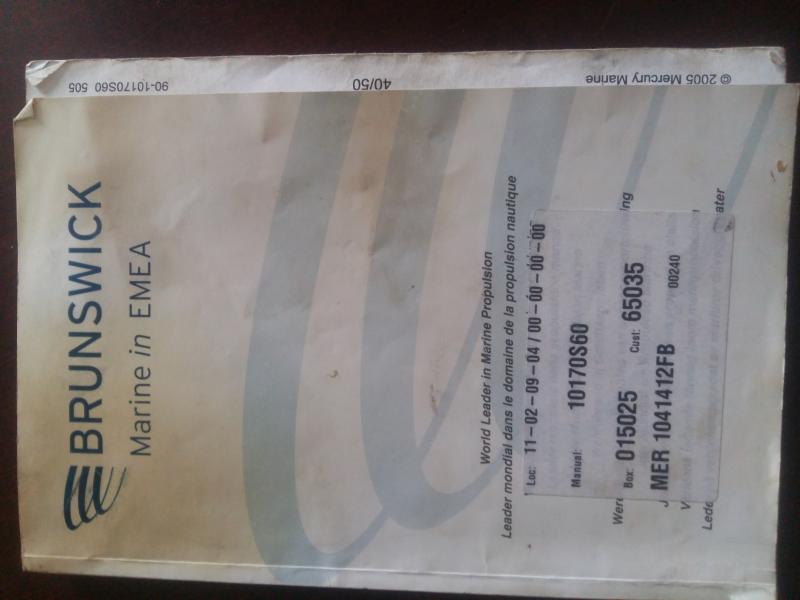 BRUNSWICK
Marine in EMEA
World Leader in Marine Propulsion
Leader mondial dans le domaine de la propulsion nautique
Loc: 11-02-09-04 / 00-00-00-00
Manual: 10170S60
Box: 015025 Cust: 65035
MER 1041412FB 00240
© 2005 Mercury Marine
40/50
90-10170S60 505